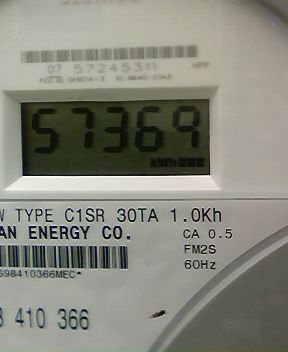 07 57245311
57369
kWh
W TYPE C1SR 30TA 1.0Kh
AN ENERGY CO. CA 0.5
FM2S
S98410366MEC* 60Hz
8 410 366